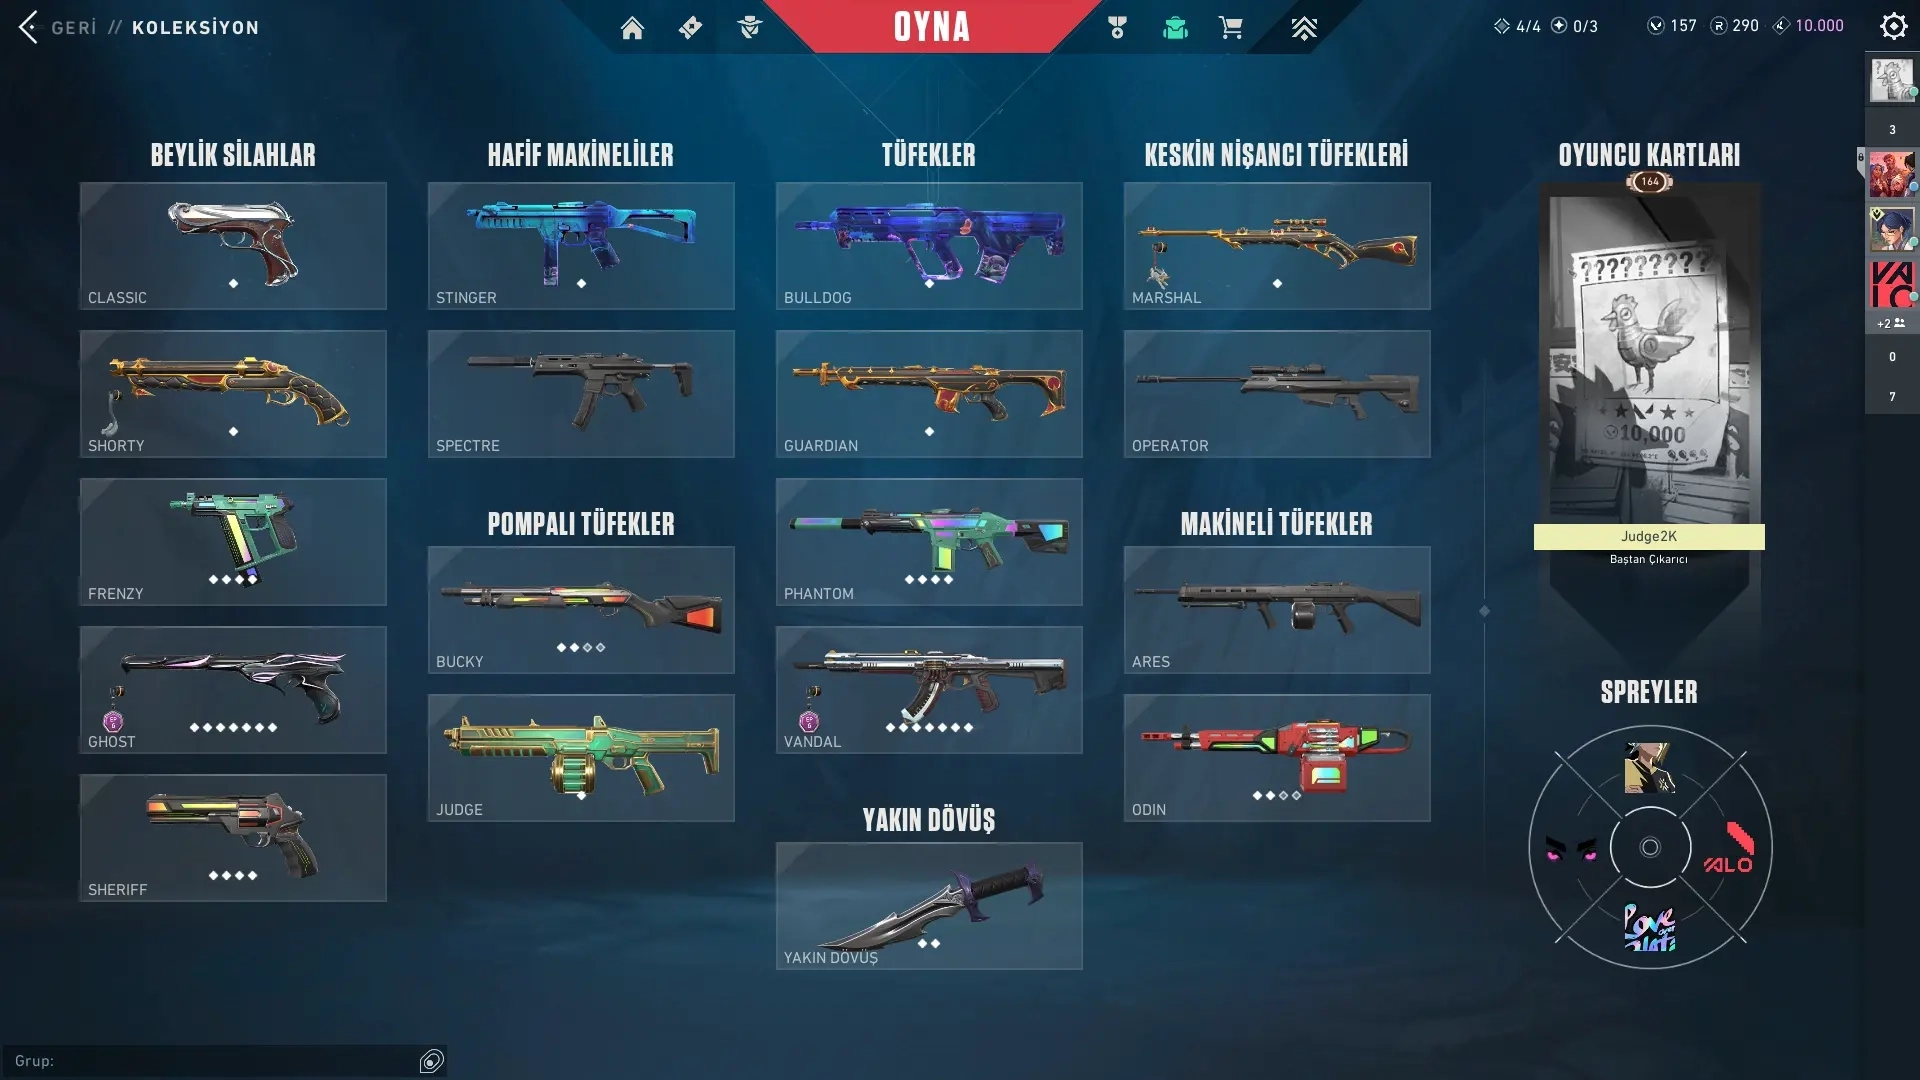 GERİ // KOLEKSİYON
OYNA
4/4
0/3
157
290
10.000
BEYLİK SİLAHLAR
CLASSIC
SHORTY
FRENZY
GHOST
SHERIFF
HAFİF MAKİNELİLER
STINGER
SPECTRE
POMPALI TÜFEKLER
BUCKY
JUDGE
TÜFEKLER
BULLDOG
GUARDIAN
PHANTOM
VANDAL
YAKIN DÖVÜŞ
YAKIN DÖVÜŞ
KESKİN NİŞANCI TÜFEKLERİ
MARSHAL
OPERATOR
MAKİNELİ TÜFEKLER
ARES
ODIN
OYUNCU KARTLARI
164
?????????
10,000
Judge2K
Baştan Çıkarıcı
SPREYLER
3
+2
0
7
Grup: